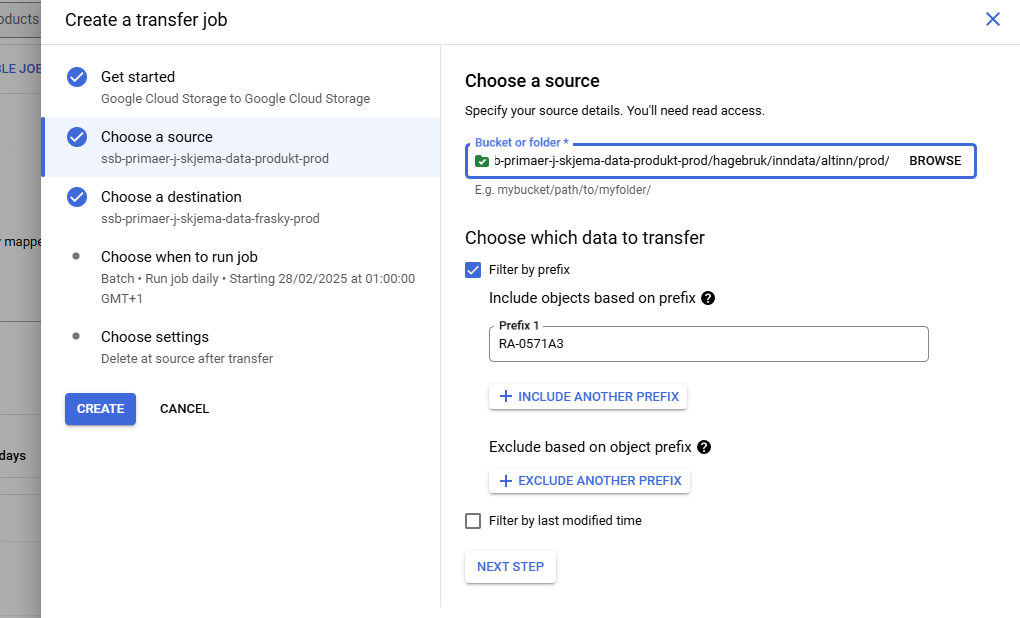 oducts
Create a transfer job
LE JOB
Get started
Google Cloud Storage to Google Cloud Storage
Choose a source
ssb-primaer-j-skjema-data-produkt-prod
Choose a destination
ssb-primaer-j-skjema-data-frasky-prod
Choose when to run job
Batch • Run job daily • Starting 28/02/2025 at 01:00:00
GMT+1
Choose settings
Delete at source after transfer
CREATE
CANCEL
mappe
days
Choose a source
Specify your source details. You'll need read access.
Bucket or folder *
b-primaer-j-skjema-data-produkt-prod/hagebruk/inndata/altinn/prod/
BROWSE
E.g. mybucket/path/to/myfolder/
Choose which data to transfer
Filter by prefix
Include objects based on prefix
Prefix 1
RA-0571A3
INCLUDE ANOTHER PREFIX
Exclude based on object prefix
EXCLUDE ANOTHER PREFIX
Filter by last modified time
NEXT STEP